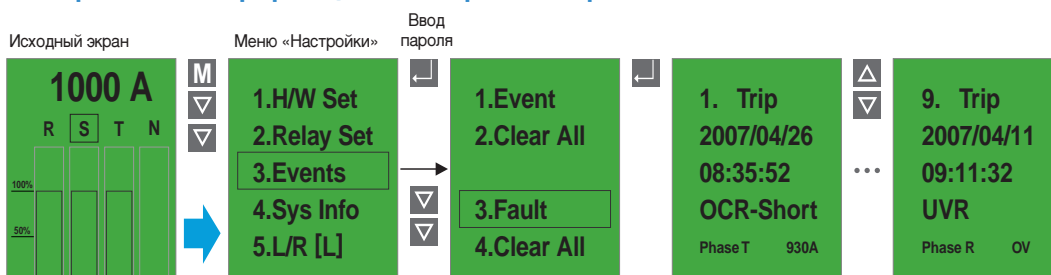 Исходный экран
Меню «Настройки»
Ввод
пароля
1000 A
R S T N
100%
50%
M
1.H/W Set
2.Relay Set
3.Events
4.Sys Info
5.L/R [L]
1.Event
2.Clear All
3.Fault
4.Clear All
1. Trip
2007/04/26
08:35:52
OCR-Short
Phase T 930A
...
9. Trip
2007/04/11
09:11:32
UVR
Phase R OV